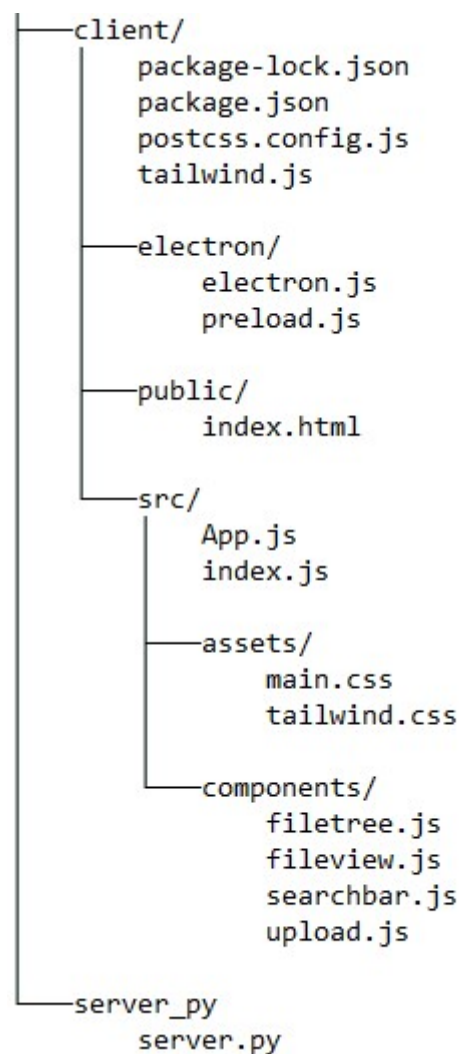 client/
package-lock.json
package.json
postcss.config.js
tailwind.js
electron/
electron.js
preload.js
public/
index.html
src/
App.js
index.js
assets/
main.css
tailwind.css
components/
filetree.js
fileview.js
searchbar.js
upload.js
server_py
server.py